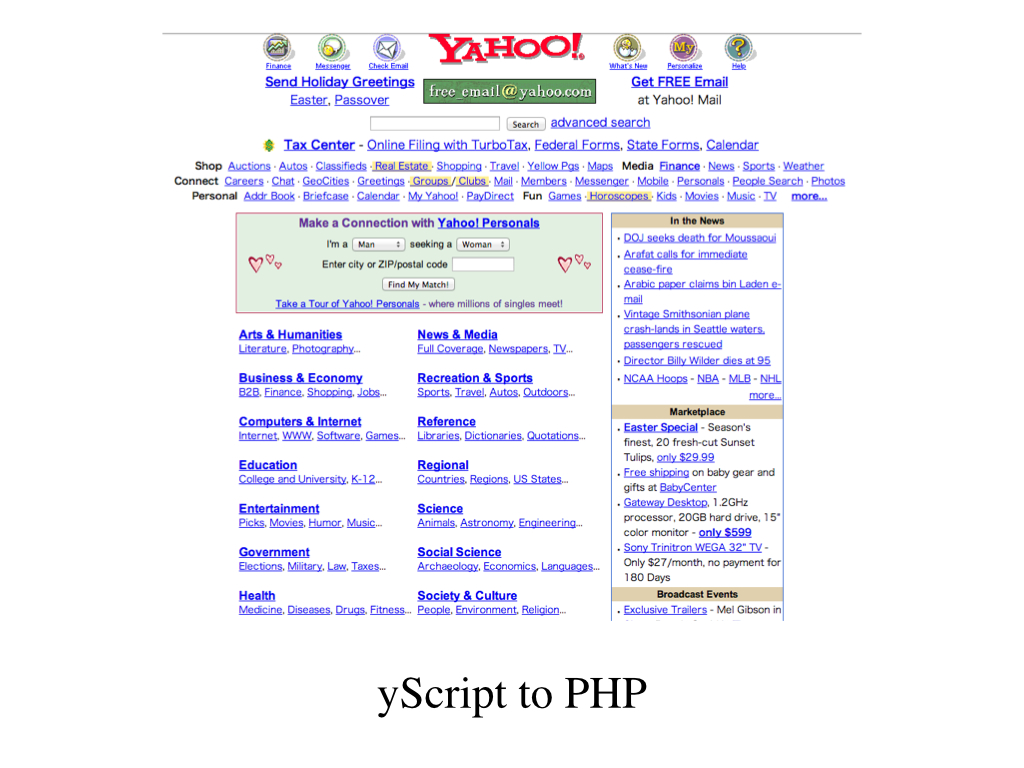 YAHOO!
Finance Messenger Check Email What's New My Personalize ? Help
Send Holiday Greetings
Easter, Passover
free_email@yahoo.com
Get FREE Email
at Yahoo! Mail
Search advanced search
Tax Center - Online Filing with TurboTax, Federal Forms, State Forms, Calendar
Shop Auctions · Autos · Classifieds · Real Estate · Shopping · Travel · Yellow Pgs · Maps Media Finance · News · Sports · Weather
Connect Careers · Chat · GeoCities · Greetings · Groups / Clubs · Mail · Members · Messenger · Mobile · Personals · People Search · Photos
Personal Addr Book · Briefcase · Calendar · My Yahoo! · PayDirect Fun Games · Horoscopes · Kids · Movies · Music · TV more...
Make a Connection with Yahoo! Personals
I'm a Man seeking a Woman
Enter city or ZIP/postal code
Find My Match!
Take a Tour of Yahoo! Personals - where millions of singles meet!
Arts & Humanities
Literature, Photography...
News & Media
Full Coverage, Newspapers, TV...
Business & Economy
B2B, Finance, Shopping, Jobs...
Recreation & Sports
Sports, Travel, Autos, Outdoors...
Computers & Internet
Internet, WWW, Software, Games...
Reference
Libraries, Dictionaries, Quotations...
Education
College and University, K-12...
Regional
Countries, Regions, US States...
Entertainment
Picks, Movies, Humor, Music...
Science
Animals, Astronomy, Engineering...
Government
Elections, Military, Law, Taxes...
Social Science
Archaeology, Economics, Languages...
Health
Medicine, Diseases, Drugs, Fitness...
Society & Culture
People, Environment, Religion...
In the News
· DOJ seeks death for Moussaoui
· Arafat calls for immediate
cease-fire
· Arabic paper claims bin Laden e-
mail
· Vintage Smithsonian plane
crash-lands in Seattle waters,
passengers rescued
· Director Billy Wilder dies at 95
· NCAA Hoops - NBA - MLB - NHL
more...
Marketplace
· Easter Special - Season's
finest, 20 fresh-cut Sunset
Tulips, only $29.99
· Free shipping on baby gear and
gifts at BabyCenter
· Gateway Desktop, 1.2GHz
processor, 20GB hard drive, 15"
color monitor - only $599
· Sony Trinitron WEGA 32" TV -
Only $27/month, no payment for
180 Days
Broadcast Events
· Exclusive Trailers - Mel Gibson in
yScript to PHP